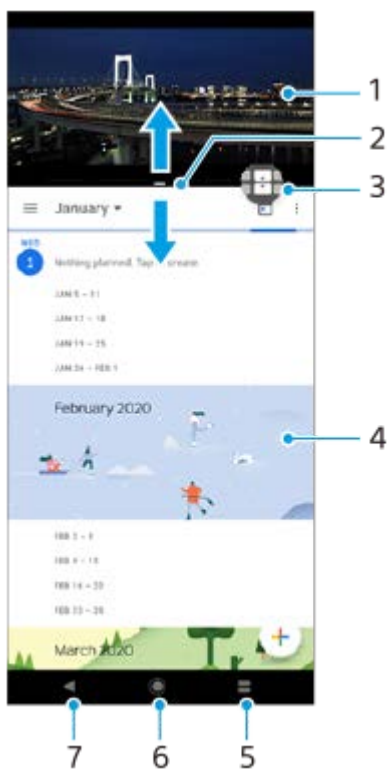 1
2
3
January
WED
1
Nothing planned. Tap to create.
JAN 5 – 11
JAN 12 – 18
JAN 19 – 25
JAN 26 – FEB 1
February 2020
4
FEB 2 – 8
FEB 9 – 15
FEB 16 – 22
FEB 23 – 29
March 2020
7
6
5